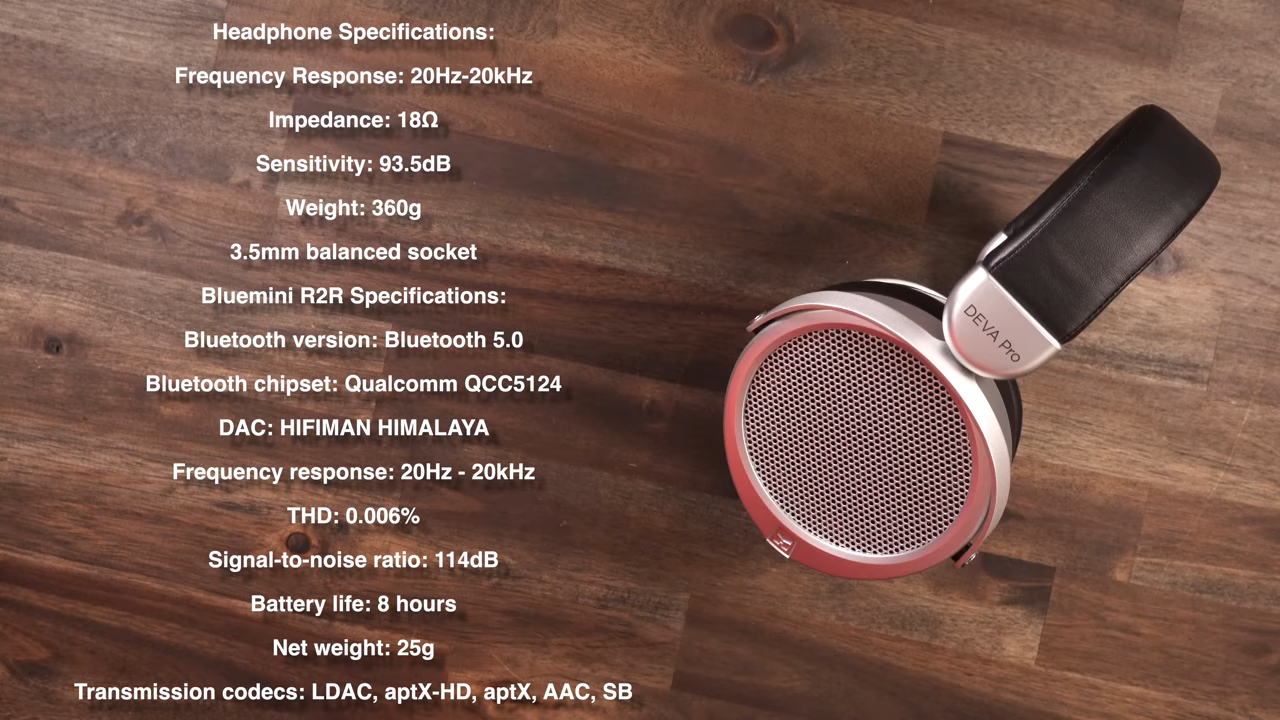 Headphone Specifications:
Frequency Response: 20Hz-20kHz
Impedance: 18Ω
Sensitivity: 93.5dB
Weight: 360g
3.5mm balanced socket
Bluemini R2R Specifications:
Bluetooth version: Bluetooth 5.0
Bluetooth chipset: Qualcomm QCC5124
DAC: HIFIMAN HIMALAYA
Frequency response: 20Hz - 20kHz
THD: 0.006%
Signal-to-noise ratio: 114dB
Battery life: 8 hours
Net weight: 25g
Transmission codecs: LDAC, aptX-HD, aptX, AAC, SB
DEVA Pro